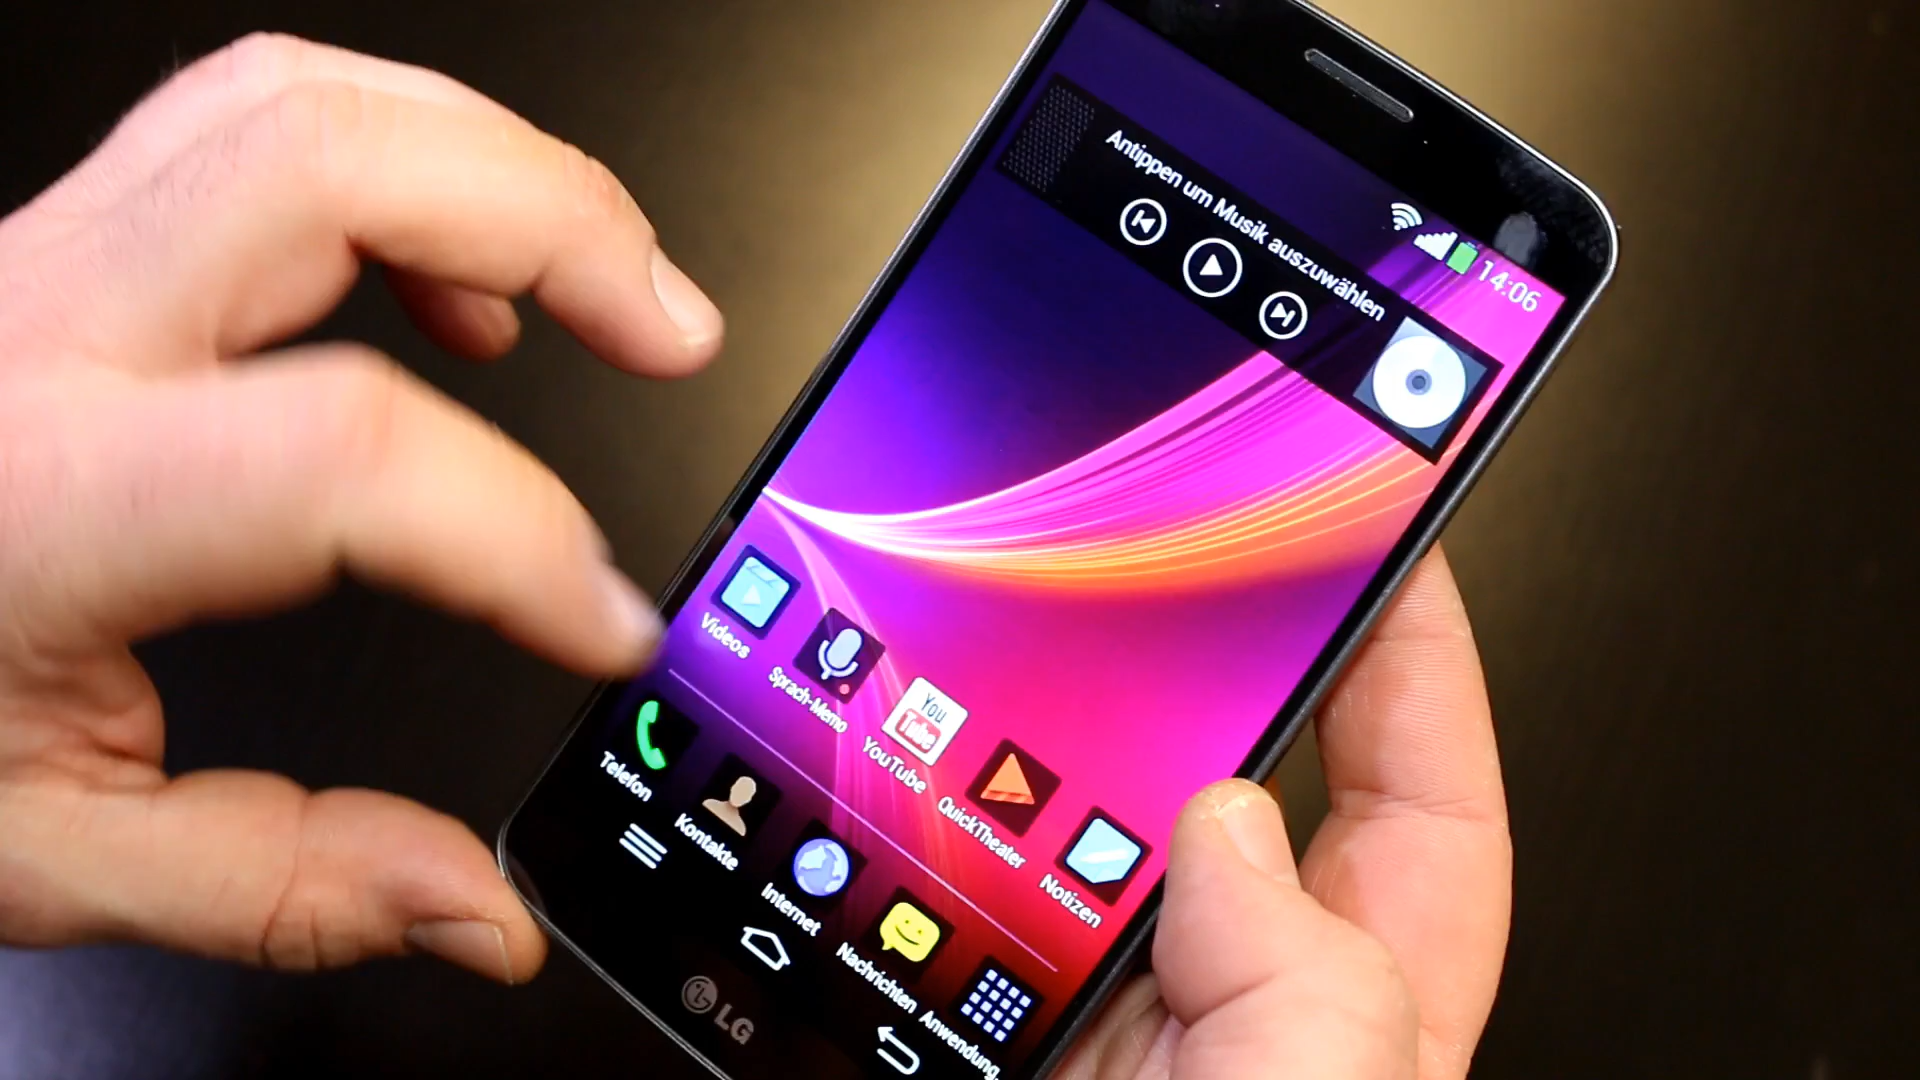 14:06
Antippen um Musik auszuwählen
Videos
Sprach-Memo
You
Tube
YouTube
QuickTheater
Notizen
Telefon
Kontakte
Internet
Nachrichten
Anwendung..
LG